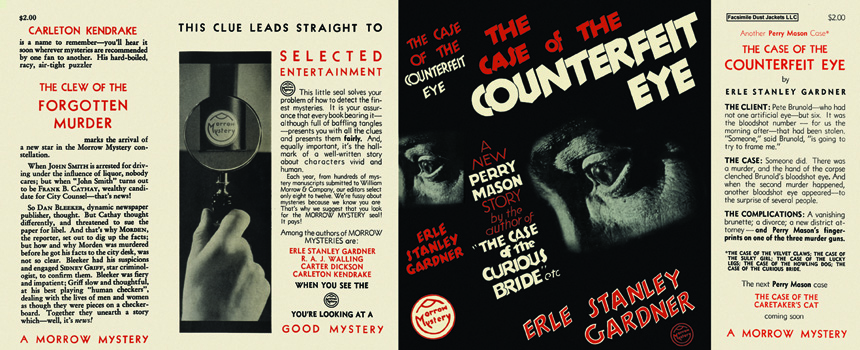 $2.00
CARLETON KENDRAKE
is a name to remember—you'll hear it
soon wherever mysteries are recommended
by one fan to another. His hard-boiled,
racy, air-tight puzzler
THE CLEW OF THE
FORGOTTEN
MURDER
marks the arrival of
a new star in the Morrow Mystery con-
stellation.
When JOHN SMITH is arrested for driv-
ing under the influence of liquor, nobody
cares; but when "John Smith" turns out
to be FRANK B. CATHAY, wealthy candi-
date for City Counsel—that's news!
So DAN BLEEKER, dynamic newspaper
publisher, thought. But Cathay thought
differently, and threatened to sue the
paper for libel. And that's why MORDEN,
the reporter, set out to dig up the facts;
but how and why Morden was murdered
before he got his facts to the city desk, was
not so clear. Bleeker had his suspicions
and engaged SIDNEY GRIFF, star criminol-
ogist, to confirm them. Bleeker was fiery
and impatient; Griff slow and thoughtful,
at his best playing "human checkers",
dealing with the lives of men and women
as though they were pieces on a checker-
board. Together they unearth a story
which—well, it's news!
A MORROW MYSTERY
THIS CLUE LEADS STRAIGHT TO
Morrow
Mystery
SELECTED
ENTERTAINMENT
This little seal solves your
problem of how to detect the fin-
est mysteries. It is your assur-
ance that every book bearing it—
although full of baffling tangles
—presents you with all the clues
and presents them fairly. And,
equally important, it's the hall-
mark of a well-written story
about characters vivid and
human.
Each year, from hundreds of mys-
tery manuscripts submitted to William
Morrow & Company, our editors select
only eight to twelve. We're fussy about
mysteries because we know you are.
That's why we suggest that you look
for the MORROW MYSTERY seal!
It pays!
Among the authors of MORROW
MYSTERIES are:
ERLE STANLEY GARDNER
R. A. J. WALLING
CARTER DICKSON
CARLETON KENDRAKE
WHEN YOU SEE THE
YOU'RE LOOKING AT A
GOOD MYSTERY
THE CASE
OF THE
COUNTERFEIT
EYE
ERLE
STANLEY
GARDNER
Morrow
Mystery
THE
CASE of THE
COUNTERFEIT
EYE
A
NEW
PERRY
MASON
STORY
by the
author of
"THE CASE
of the
CURIOUS
BRIDE" etc
ERLE STANLEY
GARDNER
Morrow
Mystery
Facsimile Dust Jackets LLC
$2.00
Another Perry Mason Case*
THE CASE OF THE
COUNTERFEIT EYE
by
ERLE STANLEY GARDNER
THE CLIENT: Pete Brunold—who had
not one artificial eye—but six. It was
the bloodshot number — for us the
morning after—that had been stolen.
"Someone," said Brunold, "is going
to try to frame me."
THE CASE: Someone did. There was
a murder, and the hand of the corpse
clenched Brunold's bloodshot eye. And
when the second murder happened,
another bloodshot eye appeared—to
the surprise of several people.
THE COMPLICATIONS: A vanishing
brunette; a divorce; a new district at-
torney—and Perry Mason's finger-
prints on one of the three murder guns.
*THE CASE OF THE VELVET CLAWS; THE CASE OF
THE SULKY GIRL; THE CASE OF THE LUCKY
LEGS; THE CASE OF THE HOWLING DOG; THE
CASE OF THE CURIOUS BRIDE.
The next Perry Mason case
THE CASE OF THE
CARETAKER'S CAT
coming soon
A MORROW MYSTERY